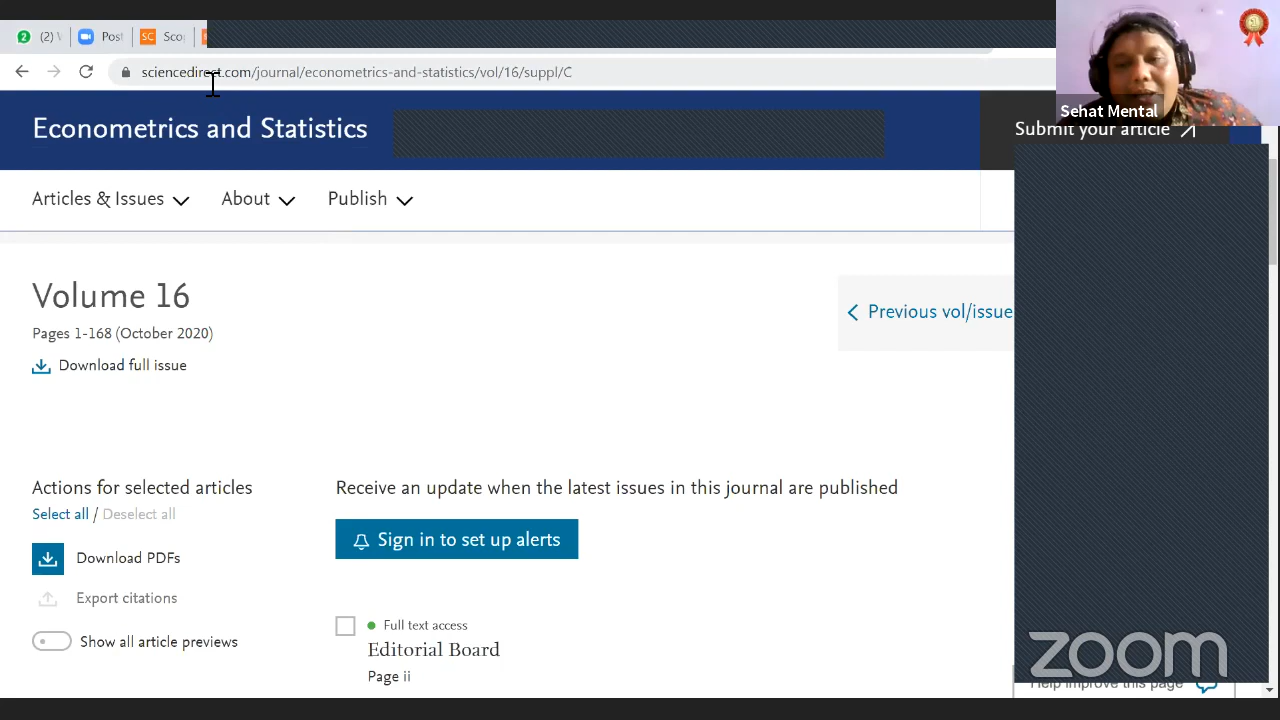 (2)
Post
SC Sco
sciencedirect.com/journal/econometrics-and-statistics/vol/16/suppl/C
Sehat Mental
Econometrics and Statistics
Submit your article
Articles & Issues
About
Publish
Volume 16
Pages 1-168 (October 2020)
Previous vol/issue
Download full issue
Actions for selected articles
Select all / Deselect all
Receive an update when the latest issues in this journal are published
Sign in to set up alerts
Download PDFs
Export citations
Show all article previews
Full text access
Editorial Board
Page ii
zoom
Help improve this page